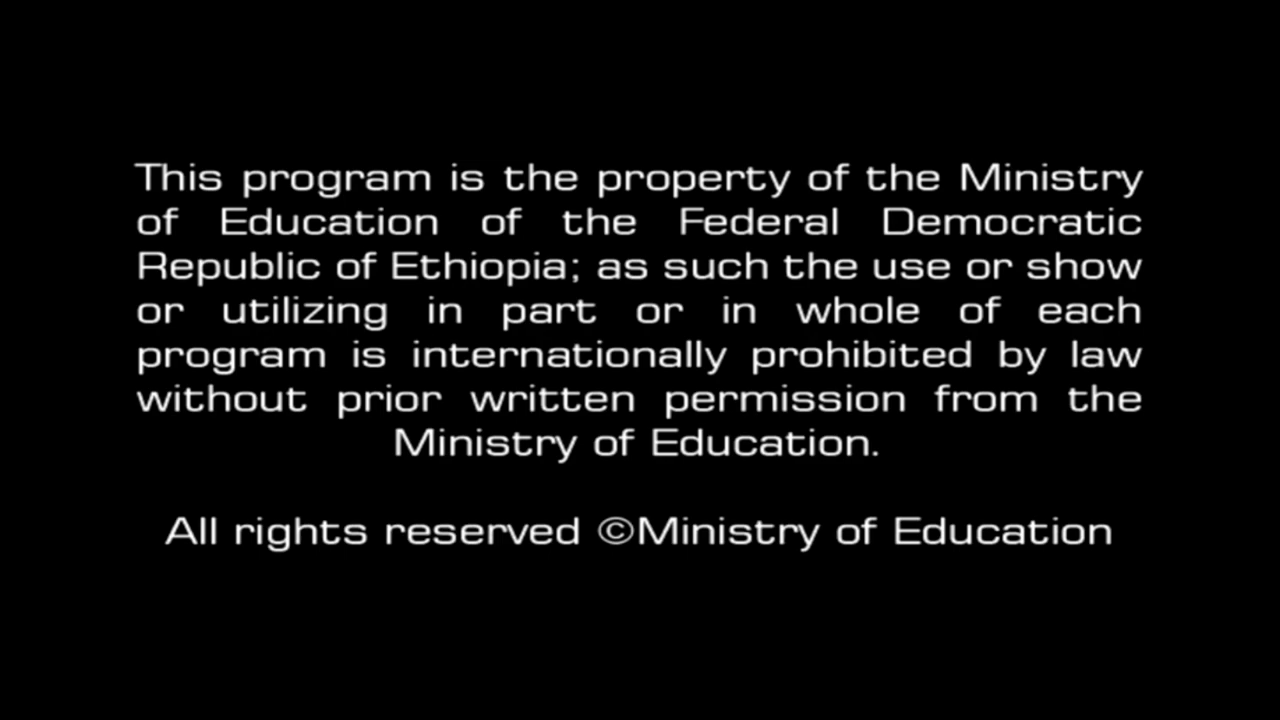 This program is the property of the Ministry
of Education of the Federal Democratic
Republic of Ethiopia; as such the use or show
or utilizing in part or in whole of each
program is internationally prohibited by law
without prior written permission from the
Ministry of Education.
All rights reserved ©Ministry of Education